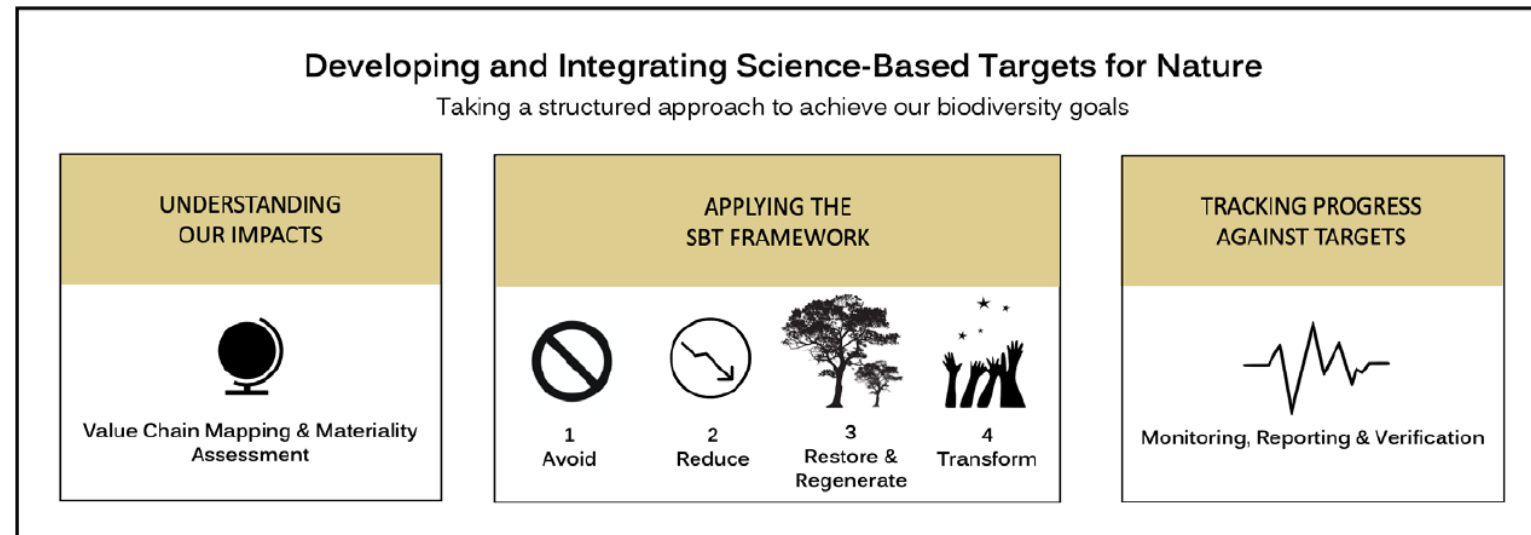 Developing and Integrating Science-Based Targets for Nature
Taking a structured approach to achieve our biodiversity goals
UNDERSTANDING
OUR IMPACTS
Value Chain Mapping & Materiality
Assessment
APPLYING THE
SBT FRAMEWORK
1
Avoid
2
Reduce
3
Restore &
Regenerate
4
Transform
TRACKING PROGRESS
AGAINST TARGETS
Monitoring, Reporting & Verification